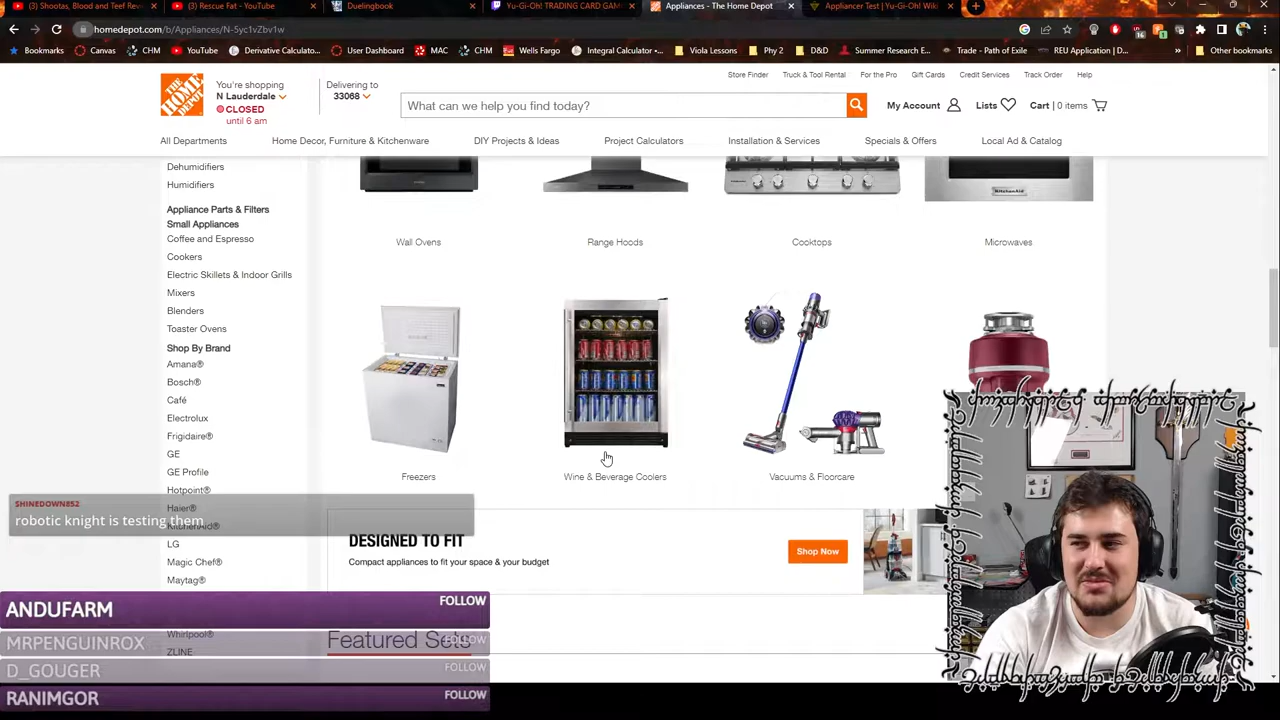 (3) Shootas, Blood and Teef Revi
(3) Rescue Fat - YouTube
Duelingbook
Yu-Gi-Oh! TRADING CARD GAM
Appliances - The Home Depot
Appliancer Test | Yu-Gi-Oh! Wiki
homedepot.com/b/Appliances/N-5yc1vZbv1w
Bookmarks
Canvas
CHM
YouTube
Derivative Calculato...
User Dashboard
MAC
CHM
Wells Fargo
Integral Calculator •...
Viola Lessons
Phy 2
D&D
Summer Research E...
Trade - Path of Exile
REU Application | D...
Other bookmarks
Store Finder
Truck & Tool Rental
For the Pro
Gift Cards
Credit Services
Track Order
Help
THE HOME DEPOT
You're shopping
N Lauderdale
CLOSED
until 6 am
Delivering to
33068
What can we help you find today?
My Account
Lists
Cart | 0 items
All Departments
Home Decor, Furniture & Kitchenware
DIY Projects & Ideas
Project Calculators
Installation & Services
Specials & Offers
Local Ad & Catalog
Dehumidifiers
Humidifiers
Appliance Parts & Filters
Small Appliances
Coffee and Espresso
Cookers
Electric Skillets & Indoor Grills
Mixers
Blenders
Toaster Ovens
Shop By Brand
Amana®
Bosch®
Café
Electrolux
Frigidaire®
GE
GE Profile
Hotpoint®
Haier®
KitchenAid®
LG
Magic Chef®
Maytag®
Whirlpool®
ZLINE
Wall Ovens
Range Hoods
Cooktops
Microwaves
Freezers
Wine & Beverage Coolers
Vacuums & Floorcare
DESIGNED TO FIT
Compact appliances to fit your space & your budget
Shop Now
Featured Sets
SHINEDOWNE52
robotic knight is testing them
ANDUFARM FOLLOW
MRPENGUINROX FOLLOW
D_GOUGER FOLLOW
RANIMGOR FOLLOW